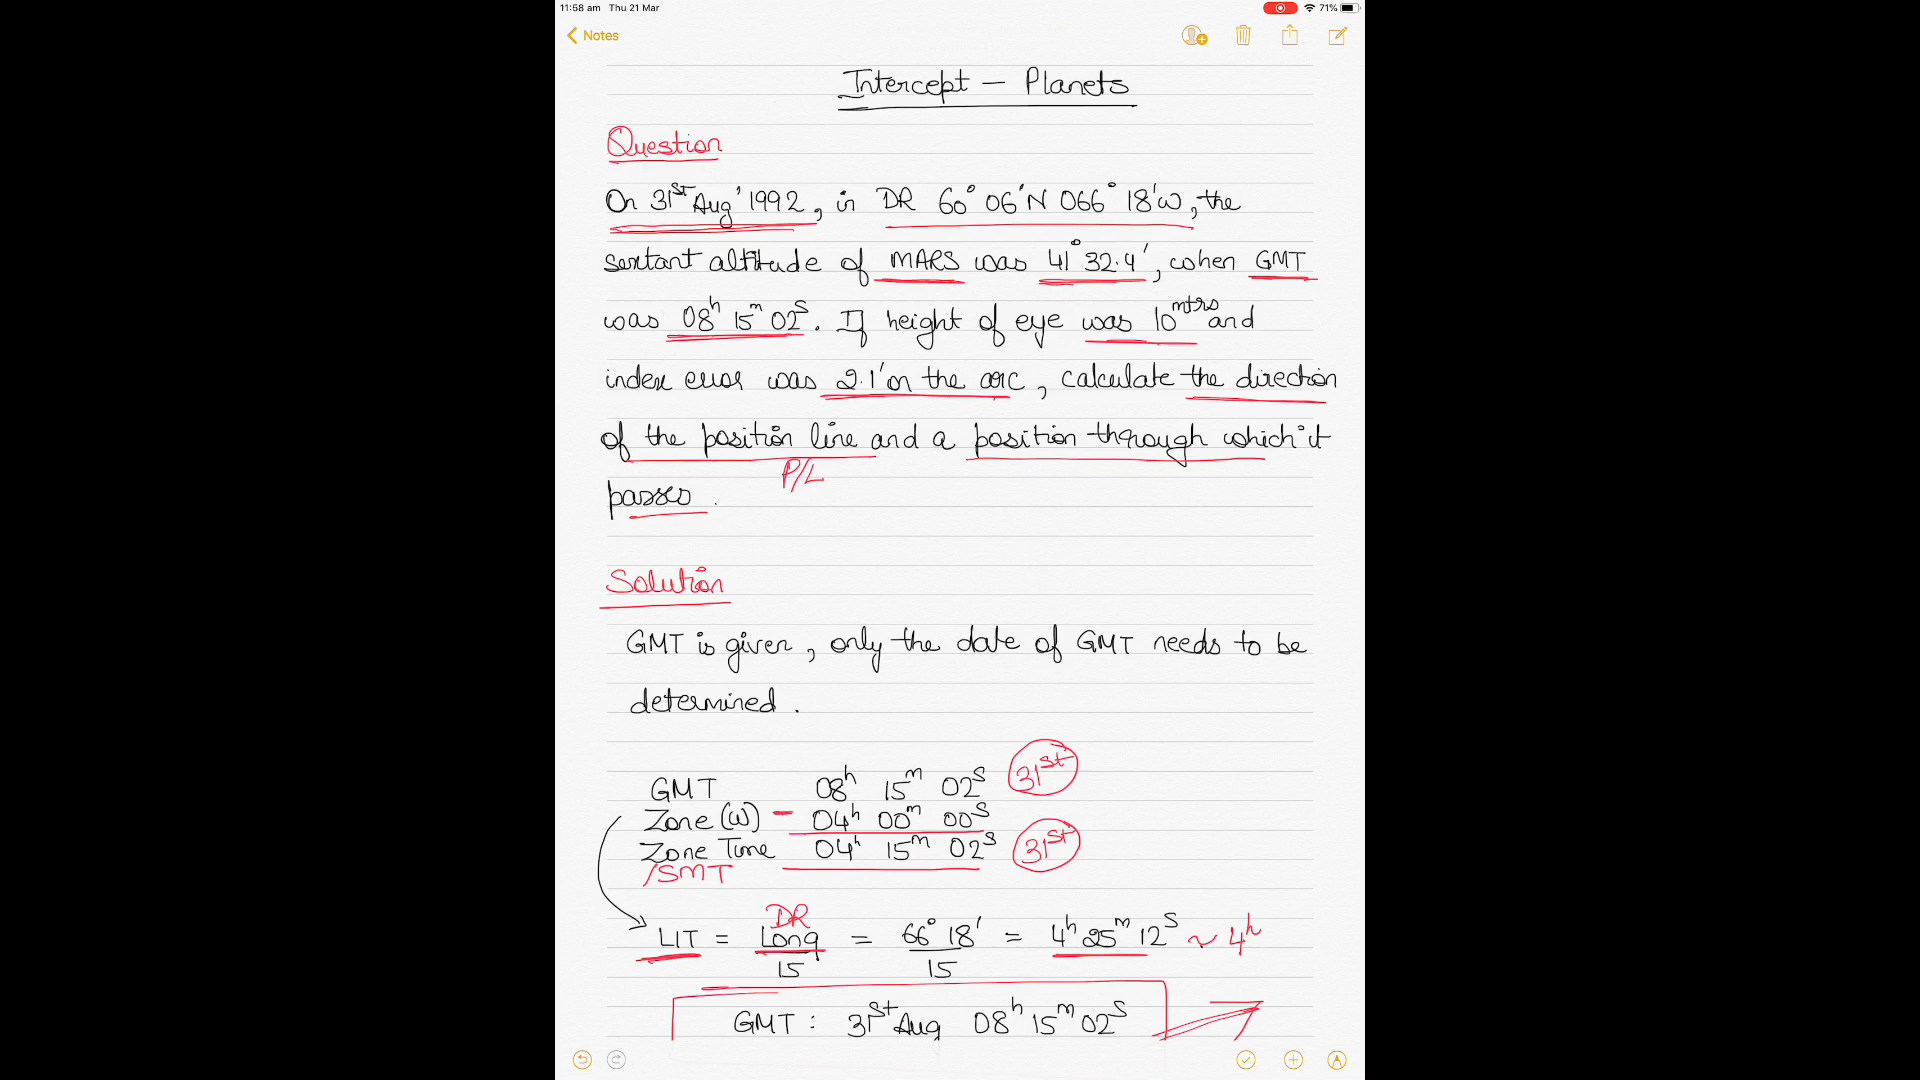 11:58 am Thu 21 Mar
71%
Notes
Intercept – Planets
Question
On 31st Aug' 1992, in DR 60° 06'N 066° 18'W, the
sextant altitude of MARS was 41° 32.4', when GMT
was 08h 15m 02s. If height of eye was 10mtrs and
index error was 2.1' on the arc, calculate the direction
of the position line and a position through which it
P/L
passes.
Solution
GMT is given, only the date of GMT needs to be
determined.
GMT 08h 15m 02s 31st
Zone (W) - 04h 00m 00s
Zone Time 04h 15m 02s 31st
/SMT
DR
LIT = Long = 66° 18' = 4h 25m 12s ~ 4h
15 15
GMT : 31st Aug 08h 15m 02s